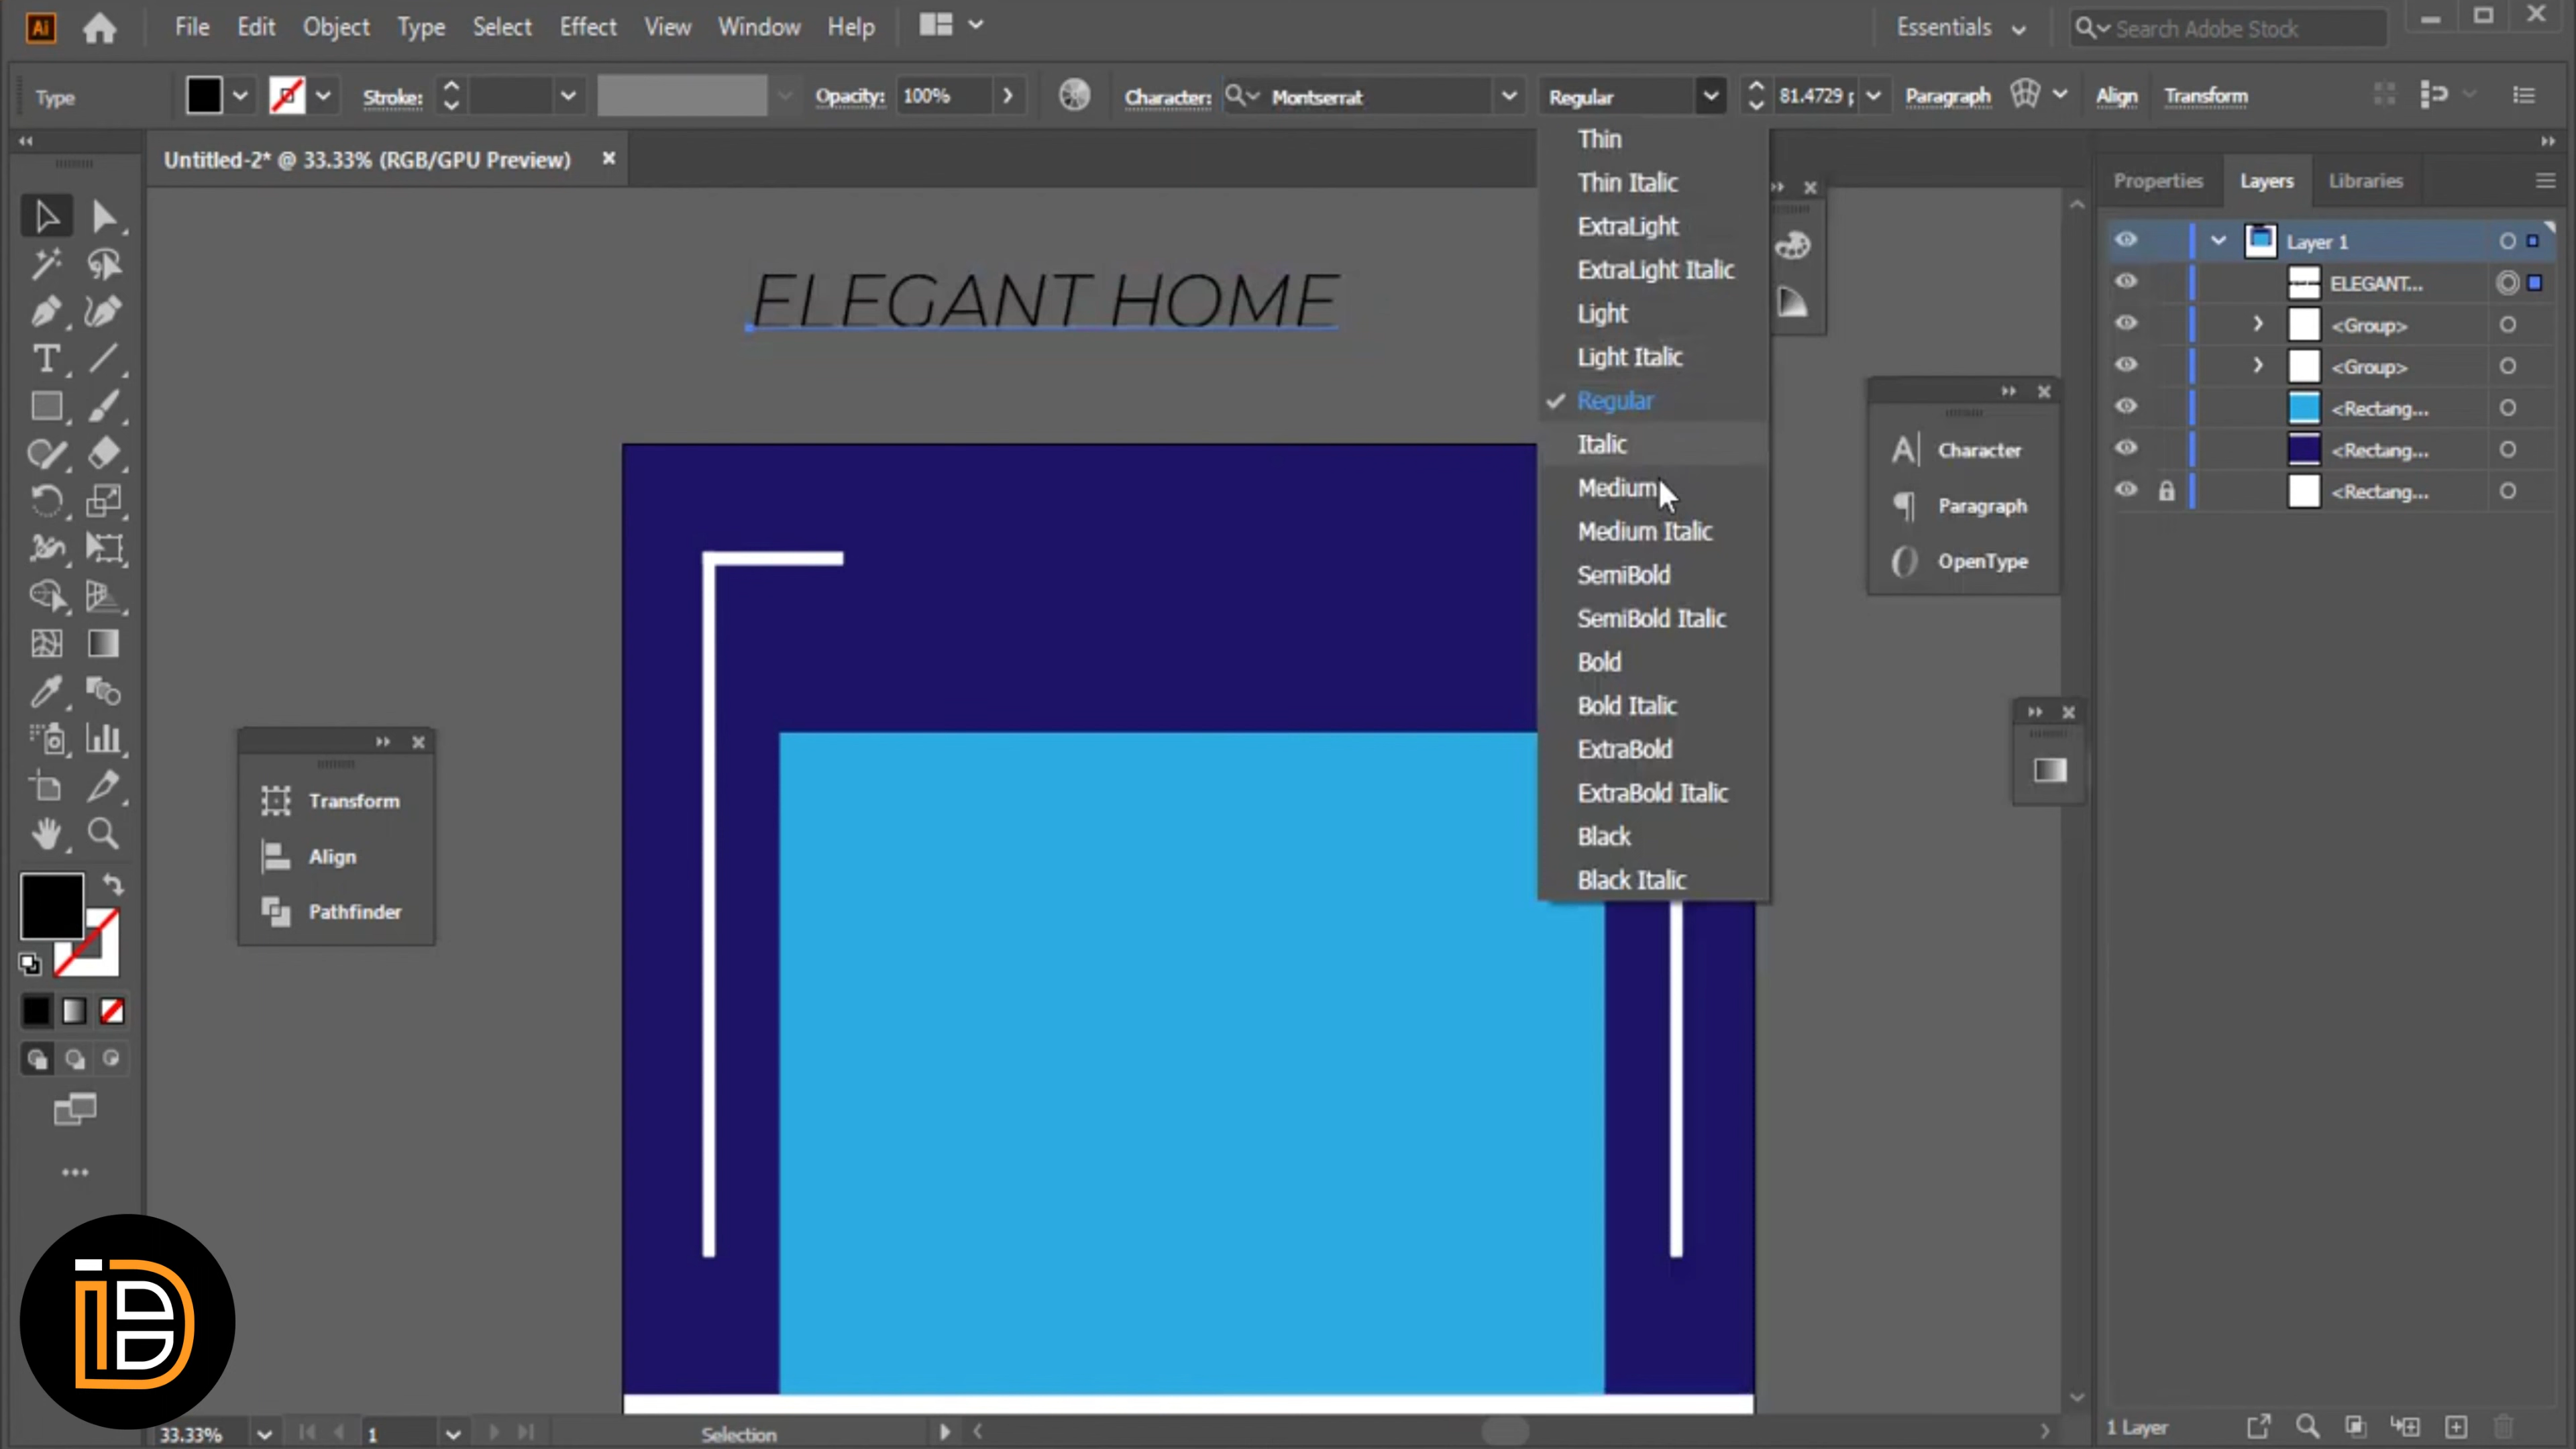 Ai File Edit Object Type Select Effect View Window Help Essentials Search Adobe Stock
Type Stroke: Opacity: 100% Character: Montserrat Regular 81.4729 p Paragraph Align Transform
Untitled-2* @ 33.33% (RGB/GPU Preview)
ELEGANT HOME
Thin
Thin Italic
ExtraLight
ExtraLight Italic
Light
Light Italic
Regular
Italic
Medium
Medium Italic
SemiBold
SemiBold Italic
Bold
Bold Italic
ExtraBold
ExtraBold Italic
Black
Black Italic
Character
Paragraph
OpenType
Transform
Align
Pathfinder
Properties Layers Libraries
Layer 1
ELEGANT...
<Group>
<Group>
<Rectang...
<Rectang...
<Rectang...
33.33% 1 Selection
1 Layer